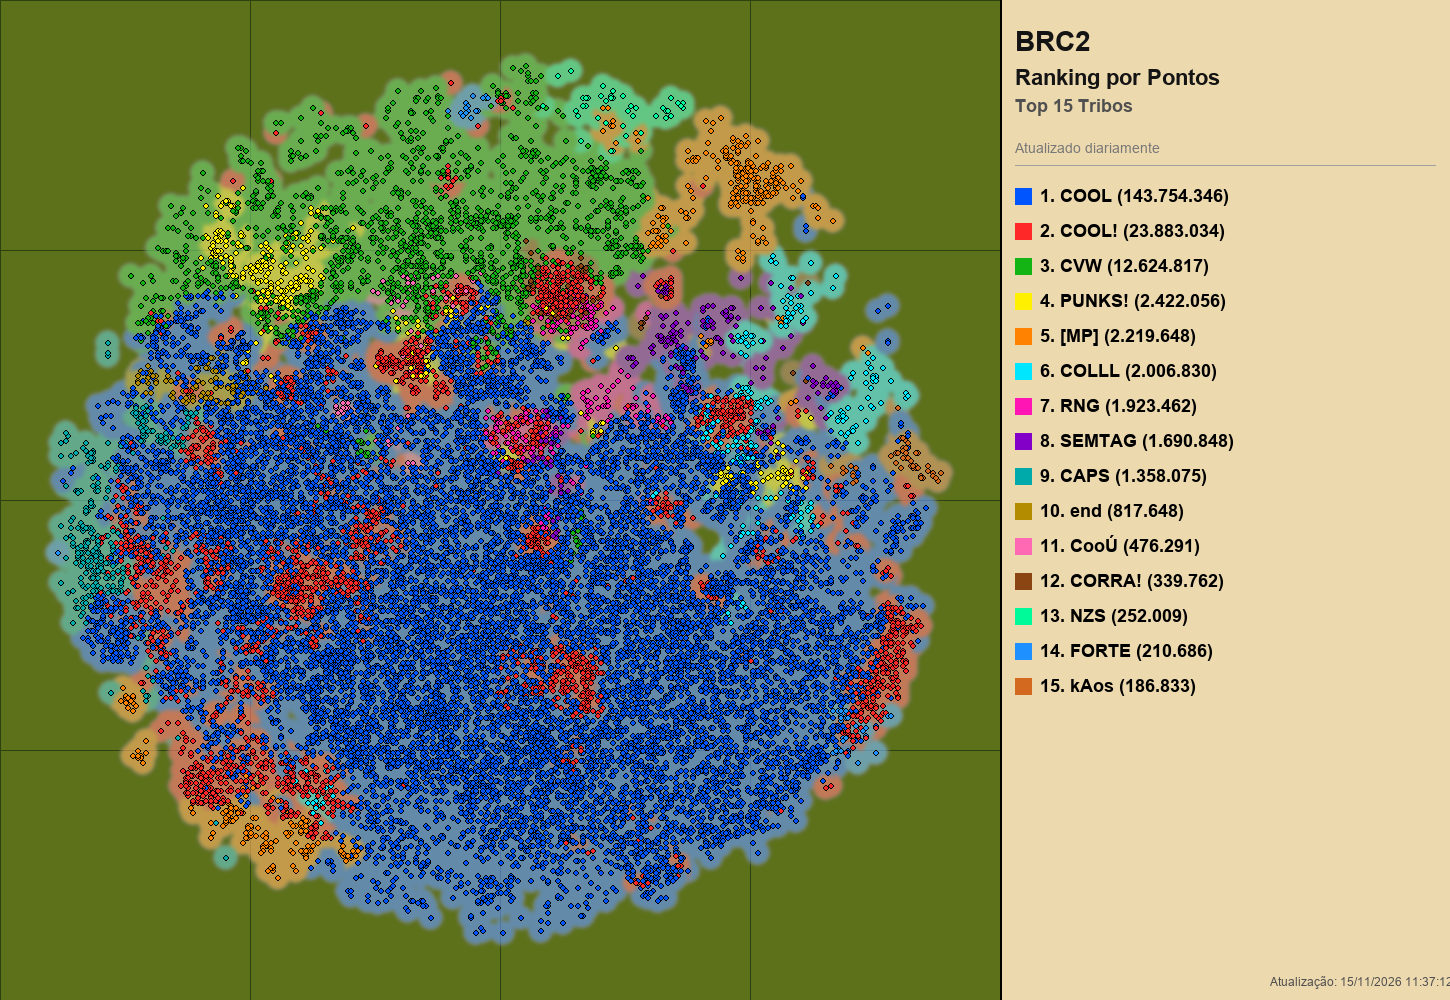 BRC2
Ranking por Pontos
Top 15 Tribos
Atualizado diariamente
1. COOL (143.754.346)
2. COOL! (23.883.034)
3. CVW (12.624.817)
4. PUNKS! (2.422.056)
5. [MP] (2.219.648)
6. COLLL (2.006.830)
7. RNG (1.923.462)
8. SEMTAG (1.690.848)
9. CAPS (1.358.075)
10. end (817.648)
11. CooÚ (476.291)
12. CORRA! (339.762)
13. NZS (252.009)
14. FORTE (210.686)
15. kAos (186.833)
Atualização: 15/11/2026 11:37:12